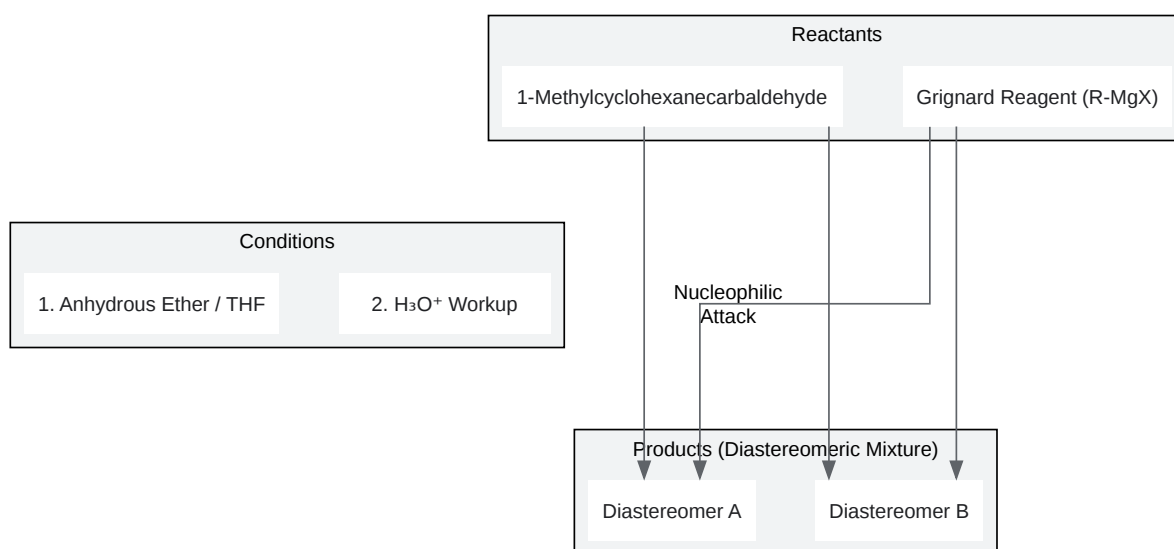 Reactants
1-Methylcyclohexanecarbaldehyde
Grignard Reagent (R-MgX)
Conditions
1. Anhydrous Ether / THF
2. H₃O⁺ Workup
Nucleophilic
Attack
Products (Diastereomeric Mixture)
Diastereomer A
Diastereomer B